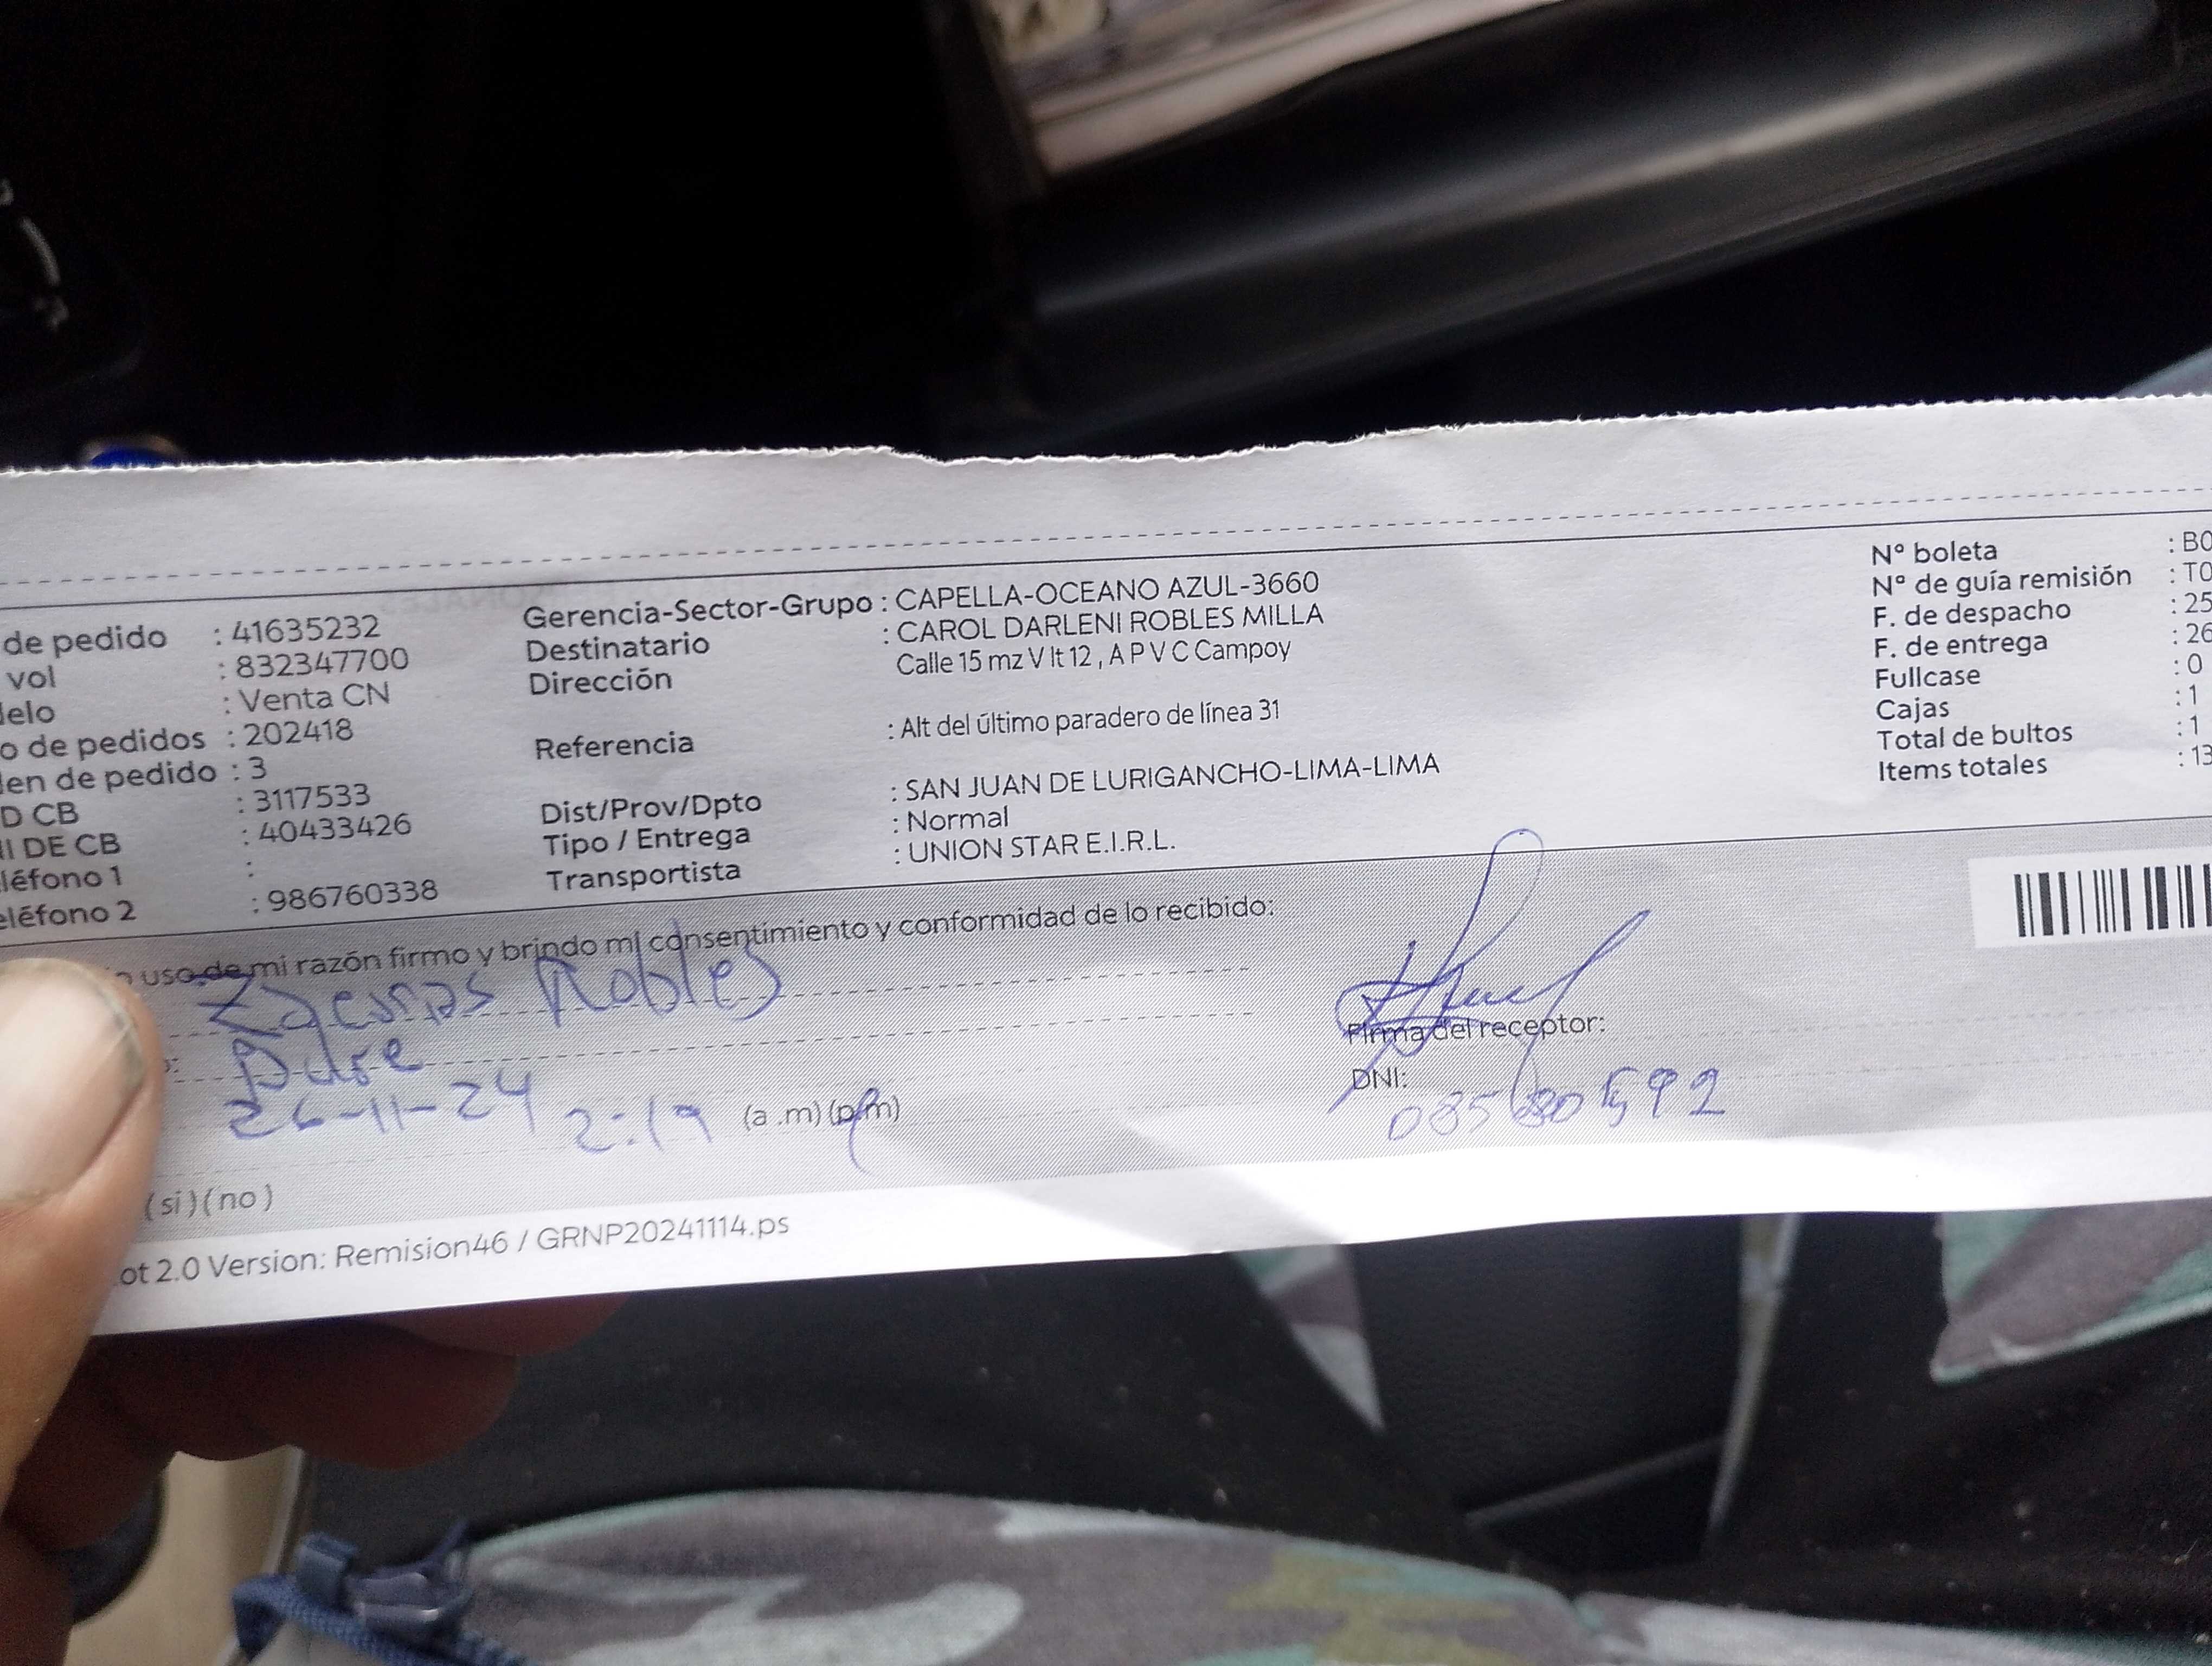 de pedido : 41635232
vol : 832347700
elo : Venta CN
o de pedidos : 202418
en de pedido : 3
D CB : 3117533
I DE CB : 40433426
léfono 1 :
eléfono 2 : 986760338
Gerencia-Sector-Grupo : CAPELLA-OCEANO AZUL-3660
Destinatario : CAROL DARLENI ROBLES MILLA
Dirección Calle 15 mz V lt 12 , A P V C Campoy
Referencia : Alt del último paradero de línea 31
Dist/Prov/Dpto : SAN JUAN DE LURIGANCHO-LIMA-LIMA
Tipo / Entrega : Normal
Transportista : UNION STAR E.I.R.L.
N° boleta : B0
N° de guía remisión : T0
F. de despacho : 25
F. de entrega : 26
Fullcase : 0
Cajas : 1
Total de bultos : 1
Items totales : 13
uso de mi razón firmo y brindo mi consentimiento y conformidad de lo recibido:
Robles
26-11-24 2:19 (a .m) (p.m)
Firma del receptor:
DNI:
(si) (no)
ot 2.0 Version: Remision46 / GRNP20241114.ps